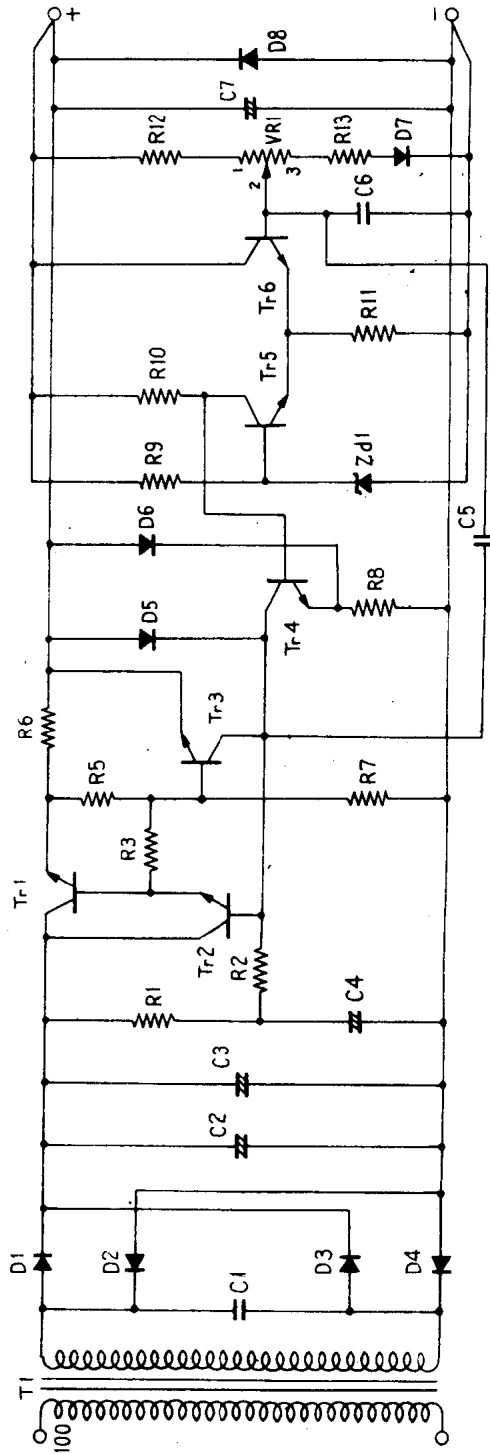 T1
100
D1
D2
C1
D3
D4
C2
C3
R1
C4
R2
Tr1
Tr2
R3
R5
R6
Tr3
R7
D5
D6
Tr4
R8
R9
Zd1
R10
Tr5
Tr6
R11
C5
R12
1
2
VR1
3
R13
D7
C6
C7
D8
+
-